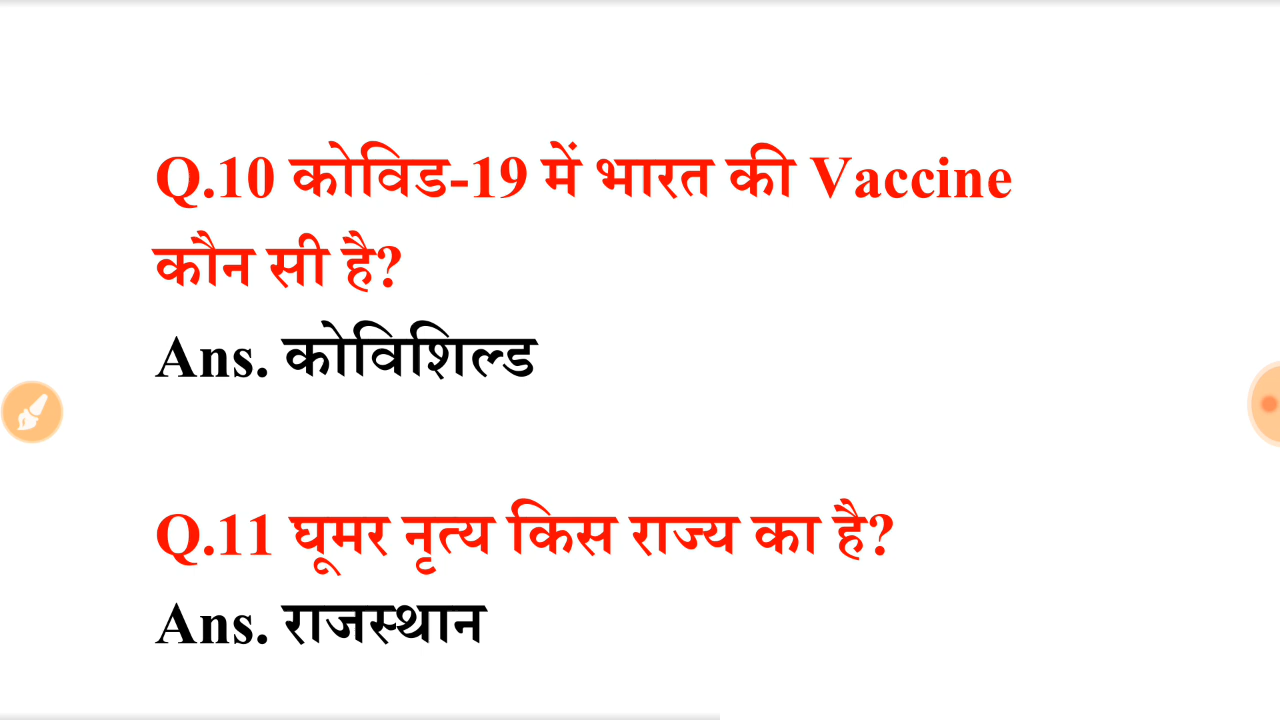 Q.10 कोविड-19 में भारत की Vaccine
कौन सी है?
Ans. कोविशिल्ड
Q.11 घूमर नृत्य किस राज्य का है?
Ans. राजस्थान